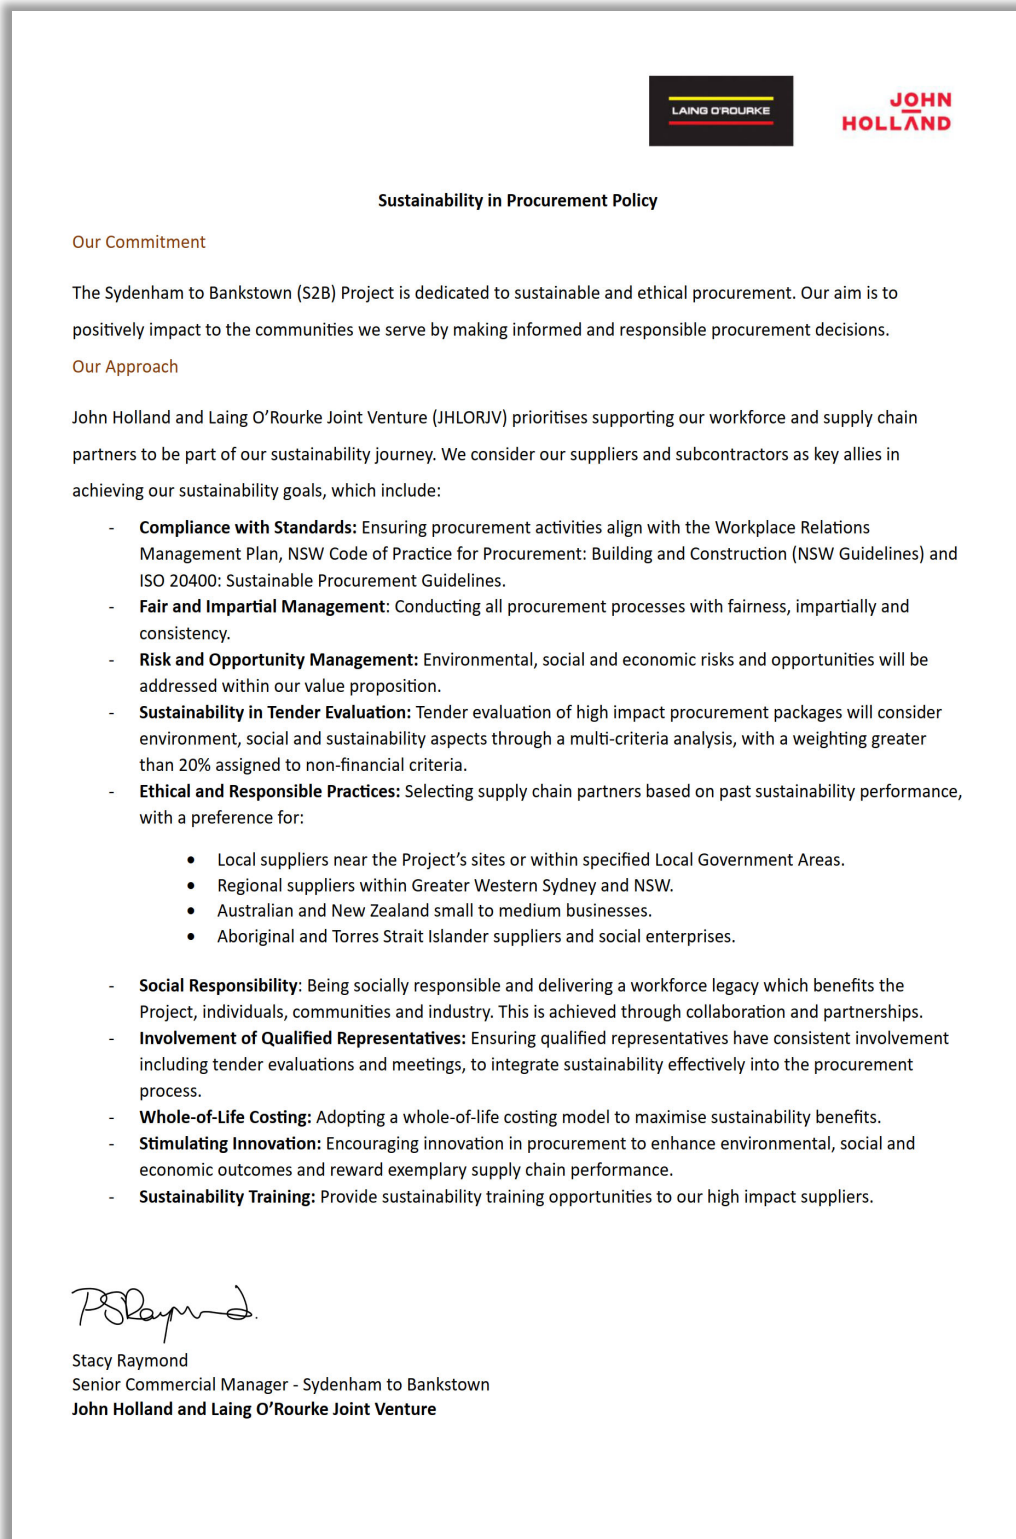 LAING O'ROURKE
JOHN
HOLLAND
Sustainability in Procurement Policy
Our Commitment
The Sydenham to Bankstown (S2B) Project is dedicated to sustainable and ethical procurement. Our aim is to
positively impact to the communities we serve by making informed and responsible procurement decisions.
Our Approach
John Holland and Laing O’Rourke Joint Venture (JHLORJV) prioritises supporting our workforce and supply chain
partners to be part of our sustainability journey. We consider our suppliers and subcontractors as key allies in
achieving our sustainability goals, which include:
- Compliance with Standards: Ensuring procurement activities align with the Workplace Relations
Management Plan, NSW Code of Practice for Procurement: Building and Construction (NSW Guidelines) and
ISO 20400: Sustainable Procurement Guidelines.
- Fair and Impartial Management: Conducting all procurement processes with fairness, impartially and
consistency.
- Risk and Opportunity Management: Environmental, social and economic risks and opportunities will be
addressed within our value proposition.
- Sustainability in Tender Evaluation: Tender evaluation of high impact procurement packages will consider
environment, social and sustainability aspects through a multi-criteria analysis, with a weighting greater
than 20% assigned to non-financial criteria.
- Ethical and Responsible Practices: Selecting supply chain partners based on past sustainability performance,
with a preference for:
• Local suppliers near the Project’s sites or within specified Local Government Areas.
• Regional suppliers within Greater Western Sydney and NSW.
• Australian and New Zealand small to medium businesses.
• Aboriginal and Torres Strait Islander suppliers and social enterprises.
- Social Responsibility: Being socially responsible and delivering a workforce legacy which benefits the
Project, individuals, communities and industry. This is achieved through collaboration and partnerships.
- Involvement of Qualified Representatives: Ensuring qualified representatives have consistent involvement
including tender evaluations and meetings, to integrate sustainability effectively into the procurement
process.
- Whole-of-Life Costing: Adopting a whole-of-life costing model to maximise sustainability benefits.
- Stimulating Innovation: Encouraging innovation in procurement to enhance environmental, social and
economic outcomes and reward exemplary supply chain performance.
- Sustainability Training: Provide sustainability training opportunities to our high impact suppliers.
PSRaymond.
Stacy Raymond
Senior Commercial Manager - Sydenham to Bankstown
John Holland and Laing O’Rourke Joint Venture